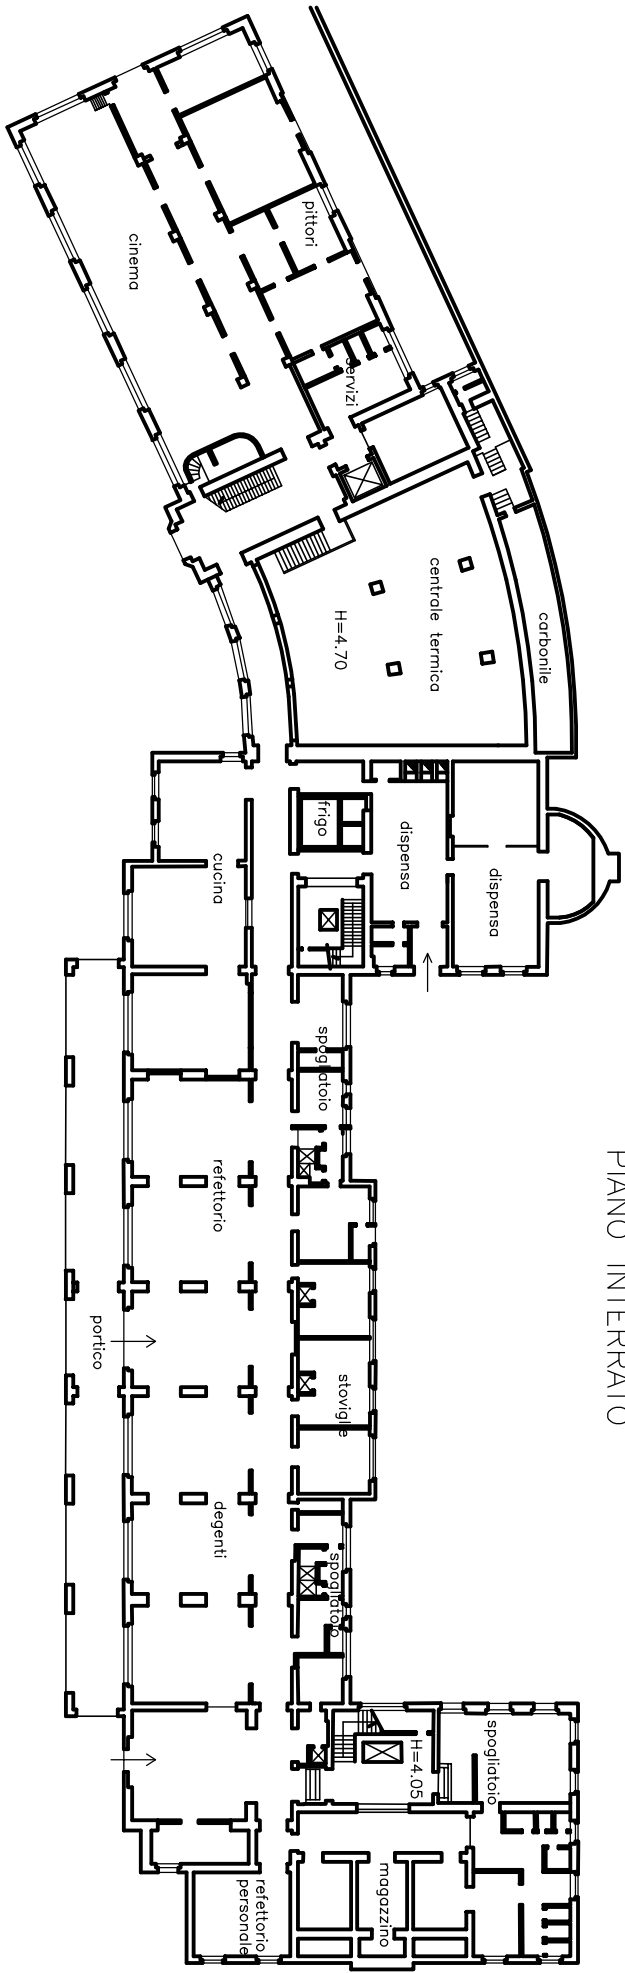 PIANO INTERRATO
cinema
pittori
servizi
centrale termica
H=4.70
carbonile
cucina
frigo
dispensa
dispensa
spogliatoio
refettorio
portico
stoviglie
degenti
spogliatoio
spogliatoio
H=4.05
magazzino
refettorio
personale